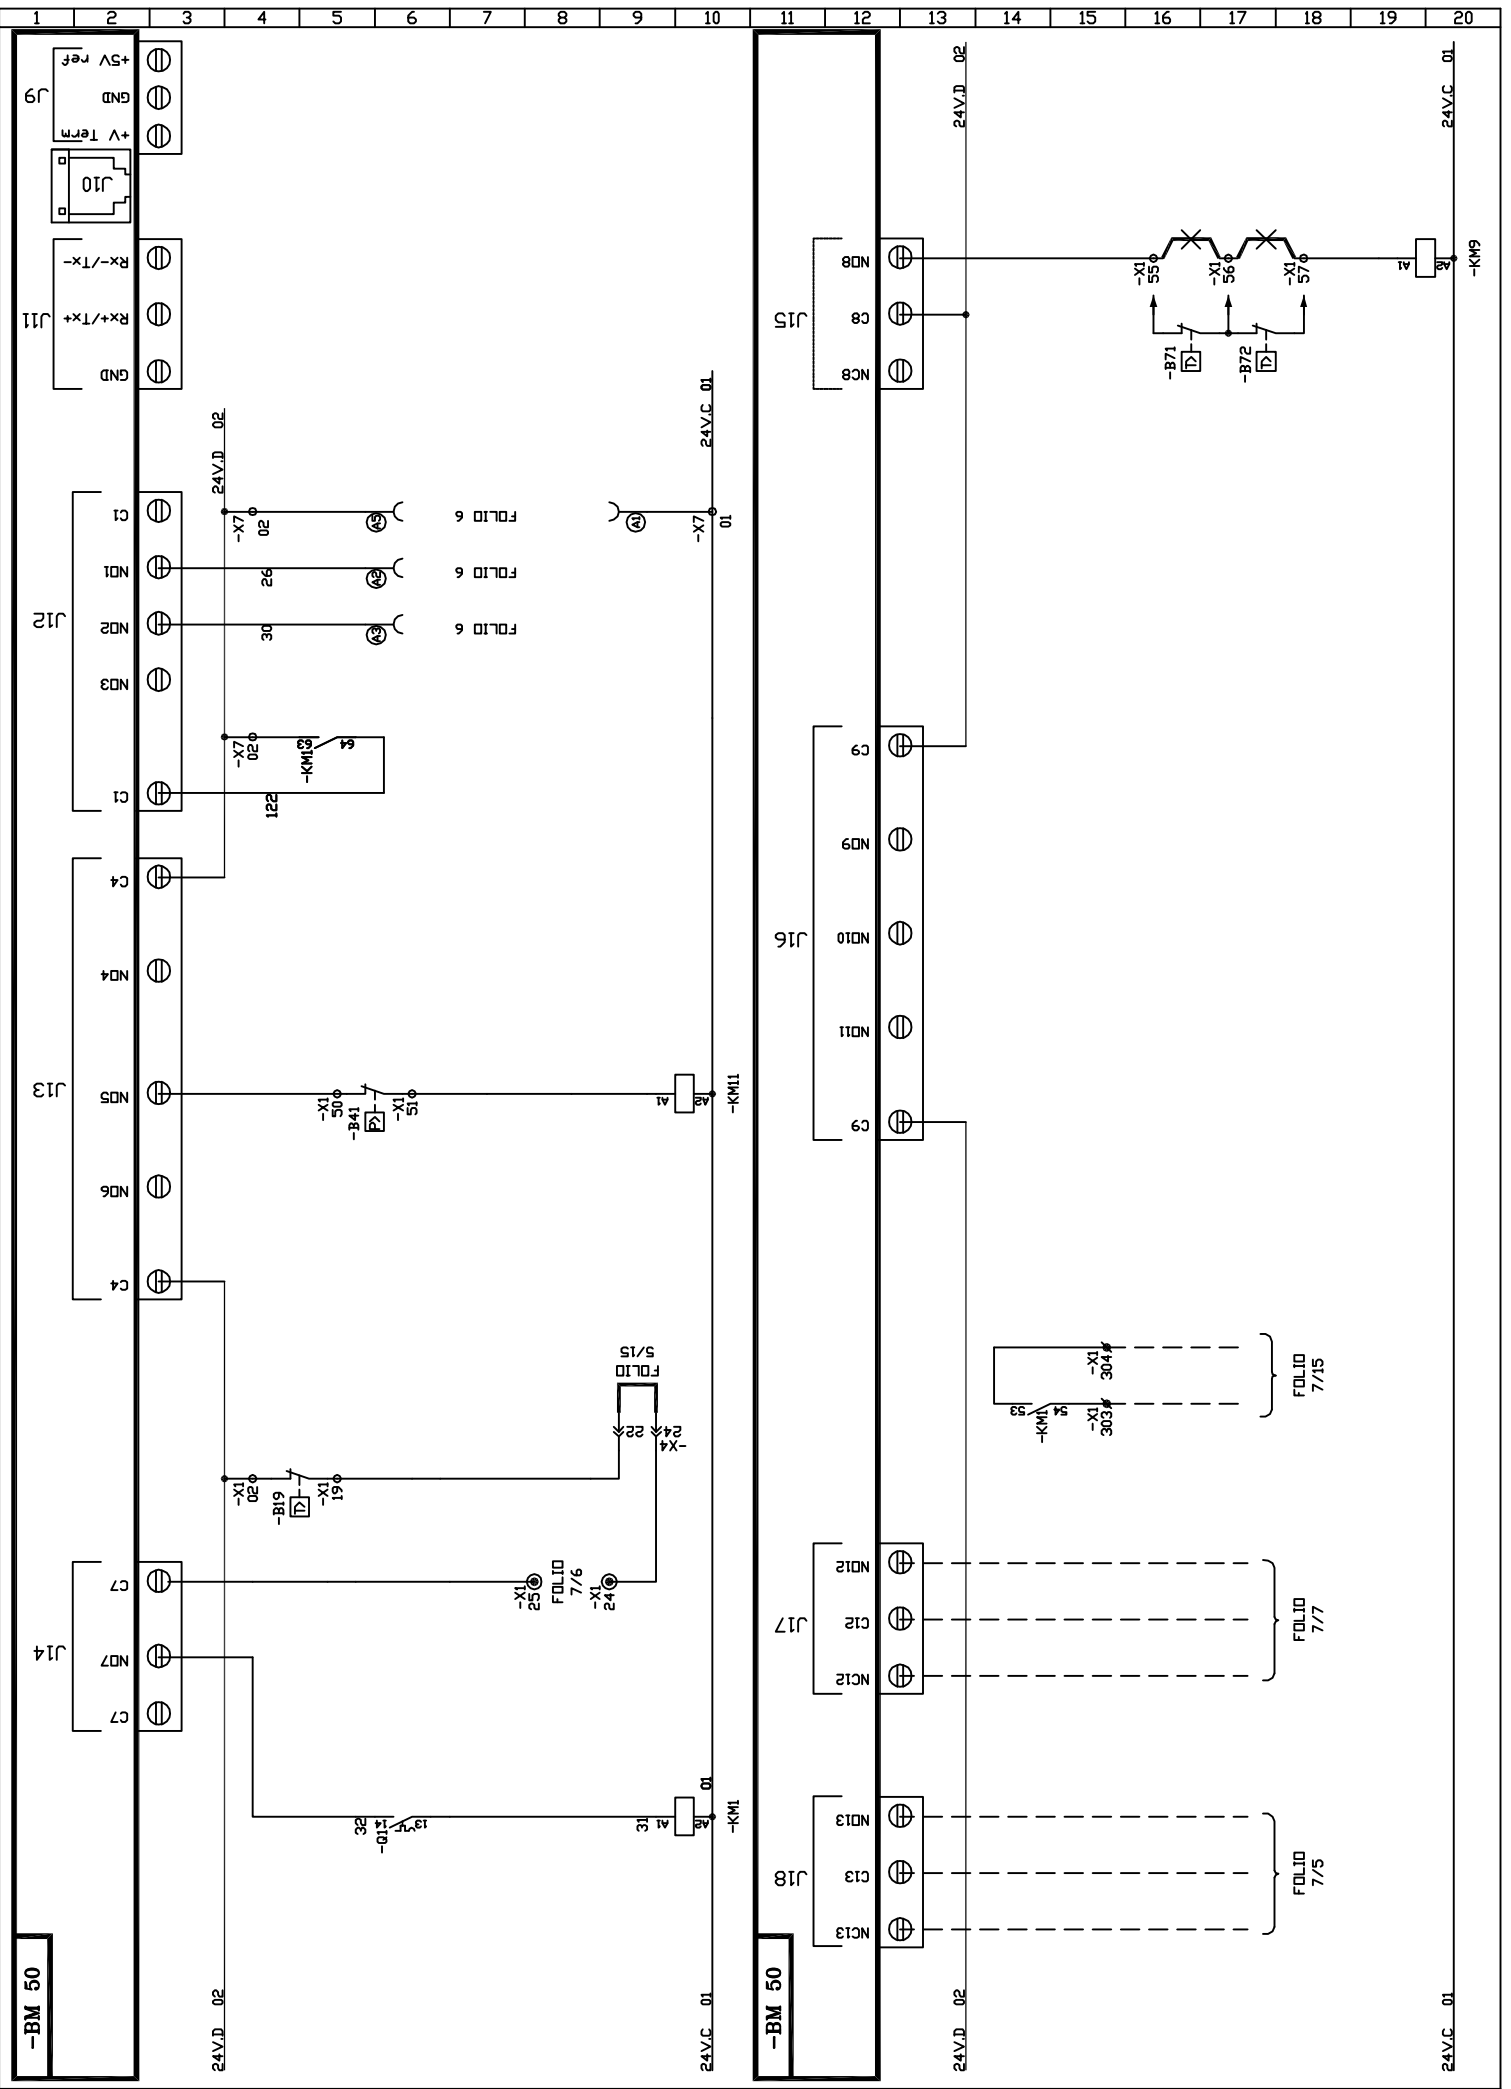 1 2 3 4 5 6 7 8 9 10 11 12 13 14 15 16 17 18 19 20
J9
+5V ref
GND
+V Term
J10
J11
Rx-/Tx-
Rx+/Tx+
GND
J12
C1
NO1
NO2
NO3
C1
J13
C4
NO4
NO5
NO6
C4
J14
C7
NO7
C7
-BM 50
24V.D 02
24V.C 01
-X7
02
A5
FOLIO 6
A1
-X7
01
26
A2
FOLIO 6
30
A3
FOLIO 6
-X7
02
63
64
-KM1
122
-X1
50
-B41
P>
-X1
51
A1
A2
-KM11
FOLIO
5/15
22
24
-X4
-X1
02
-B19
T>
-X1
19
-X1
25
FOLIO
7/6
-X1
24
32
14
13
-Q1
31
A1
A2
01
-KM1
24V.D 02
24V.C 01
J15
NO8
C8
NC8
J16
C9
NO9
NO10
NO11
C9
J17
NO12
C12
NC12
J18
NO13
C13
NC13
-BM 50
24V.D 02
24V.C 01
-X1
55
-X1
56
-X1
57
-B71
T>
-B72
T>
A1
A2
-KM9
-X1
304
53
54
-KM1
-X1
303
FOLIO
7/15
FOLIO
7/7
FOLIO
7/5
24V.D 02
24V.C 01